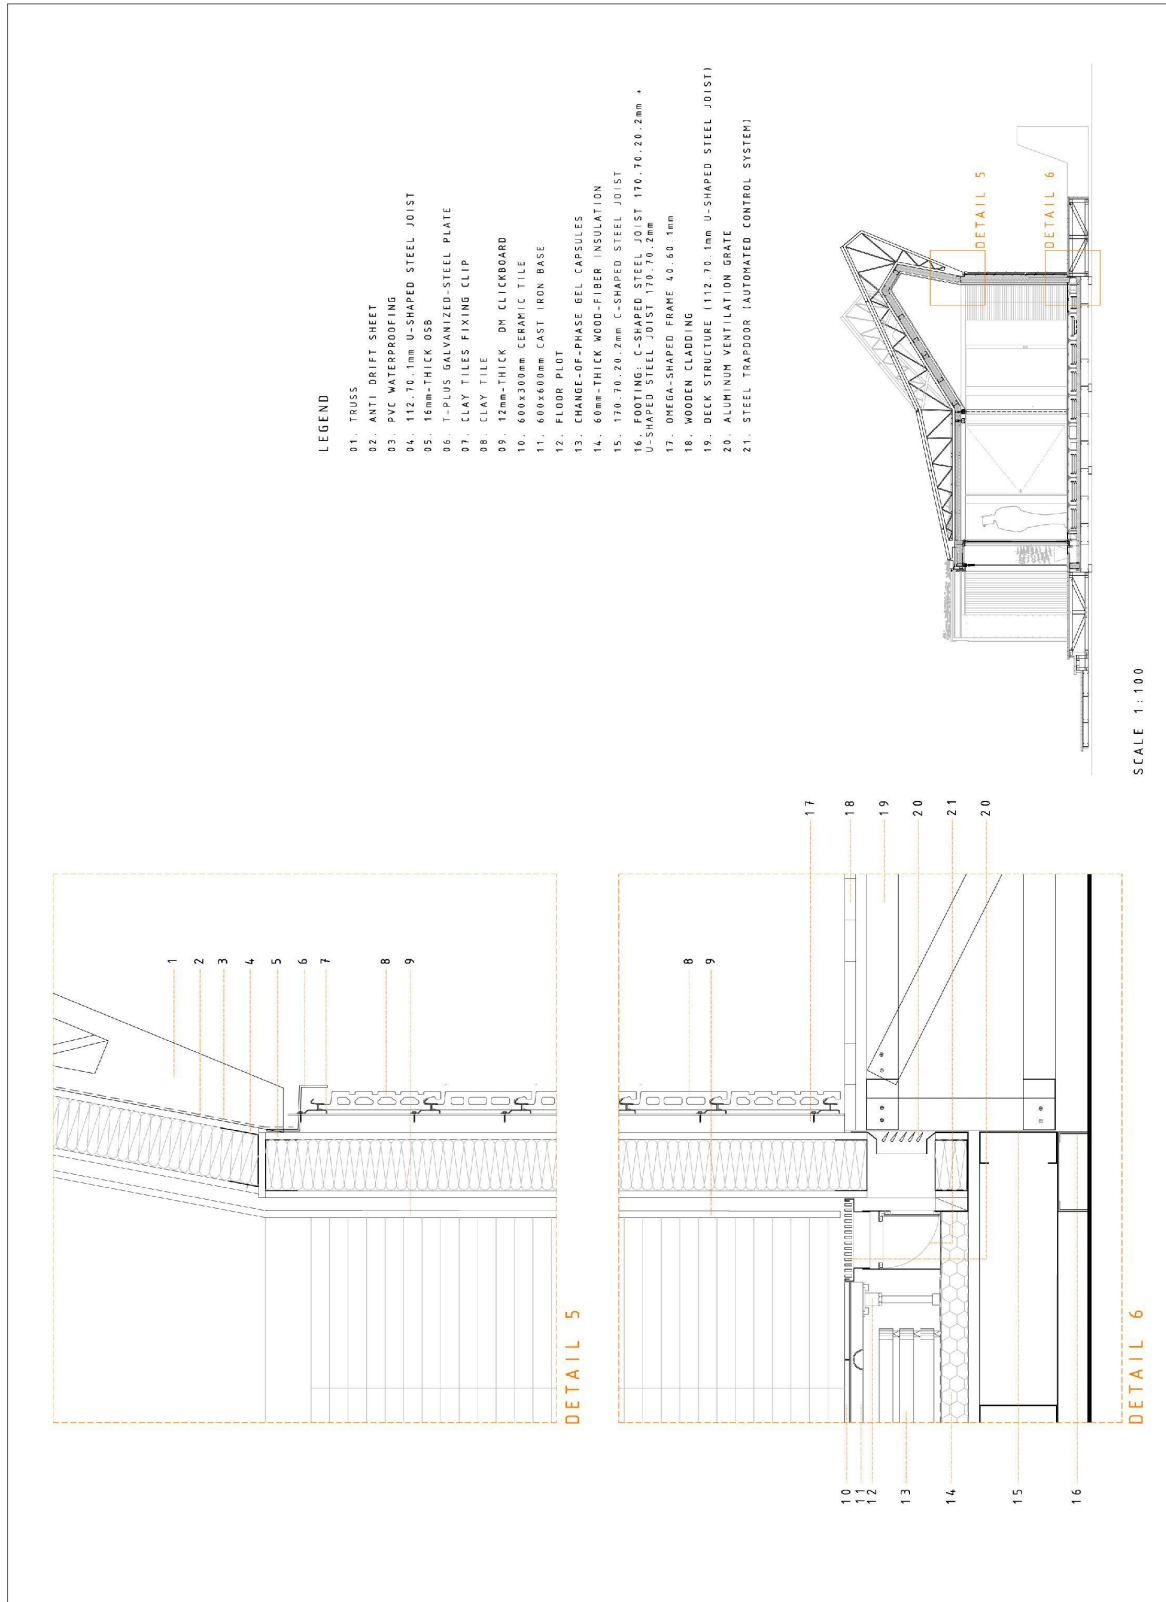 LEGEND
01. TRUSS
02. ANTI DRIFT SHEET
03. PVC WATERPROOFING
04. 112.70.1mm U-SHAPED STEEL JOIST
05. 16mm-THICK OSB
06. T-PLUS GALVANIZED-STEEL PLATE
07. CLAY TILES FIXING CLIP
08. CLAY TILE
09. 12mm-THICK DM CLICKBOARD
10. 600x300mm CERAMIC TILE
11. 600x600mm CAST IRON BASE
12. FLOOR PLOT
13. CHANGE-OF-PHASE GEL CAPSULES
14. 60mm-THICK WOOD-FIBER INSULATION
15. 170.70.20.2mm C-SHAPED STEEL JOIST
16. FOOTING: C-SHAPED STEEL JOIST 170.70.20.2mm +
U-SHAPED STEEL JOIST 170.70.2mm
17. OMEGA-SHAPED FRAME 40.60.1mm
18. WOODEN CLADDING
19. DECK STRUCTURE (112.70.1mm U-SHAPED STEEL JOIST)
20. ALUMINUM VENTILATION GRATE
21. STEEL TRAPDOOR (AUTOMATED CONTROL SYSTEM)
DETAIL 5
DETAIL 6
SCALE 1:100
1
2
3
4
5
6
7
8
9
DETAIL 5
8
9
17
18
19
20
21
20
10
11
12
13
14
15
16
DETAIL 6